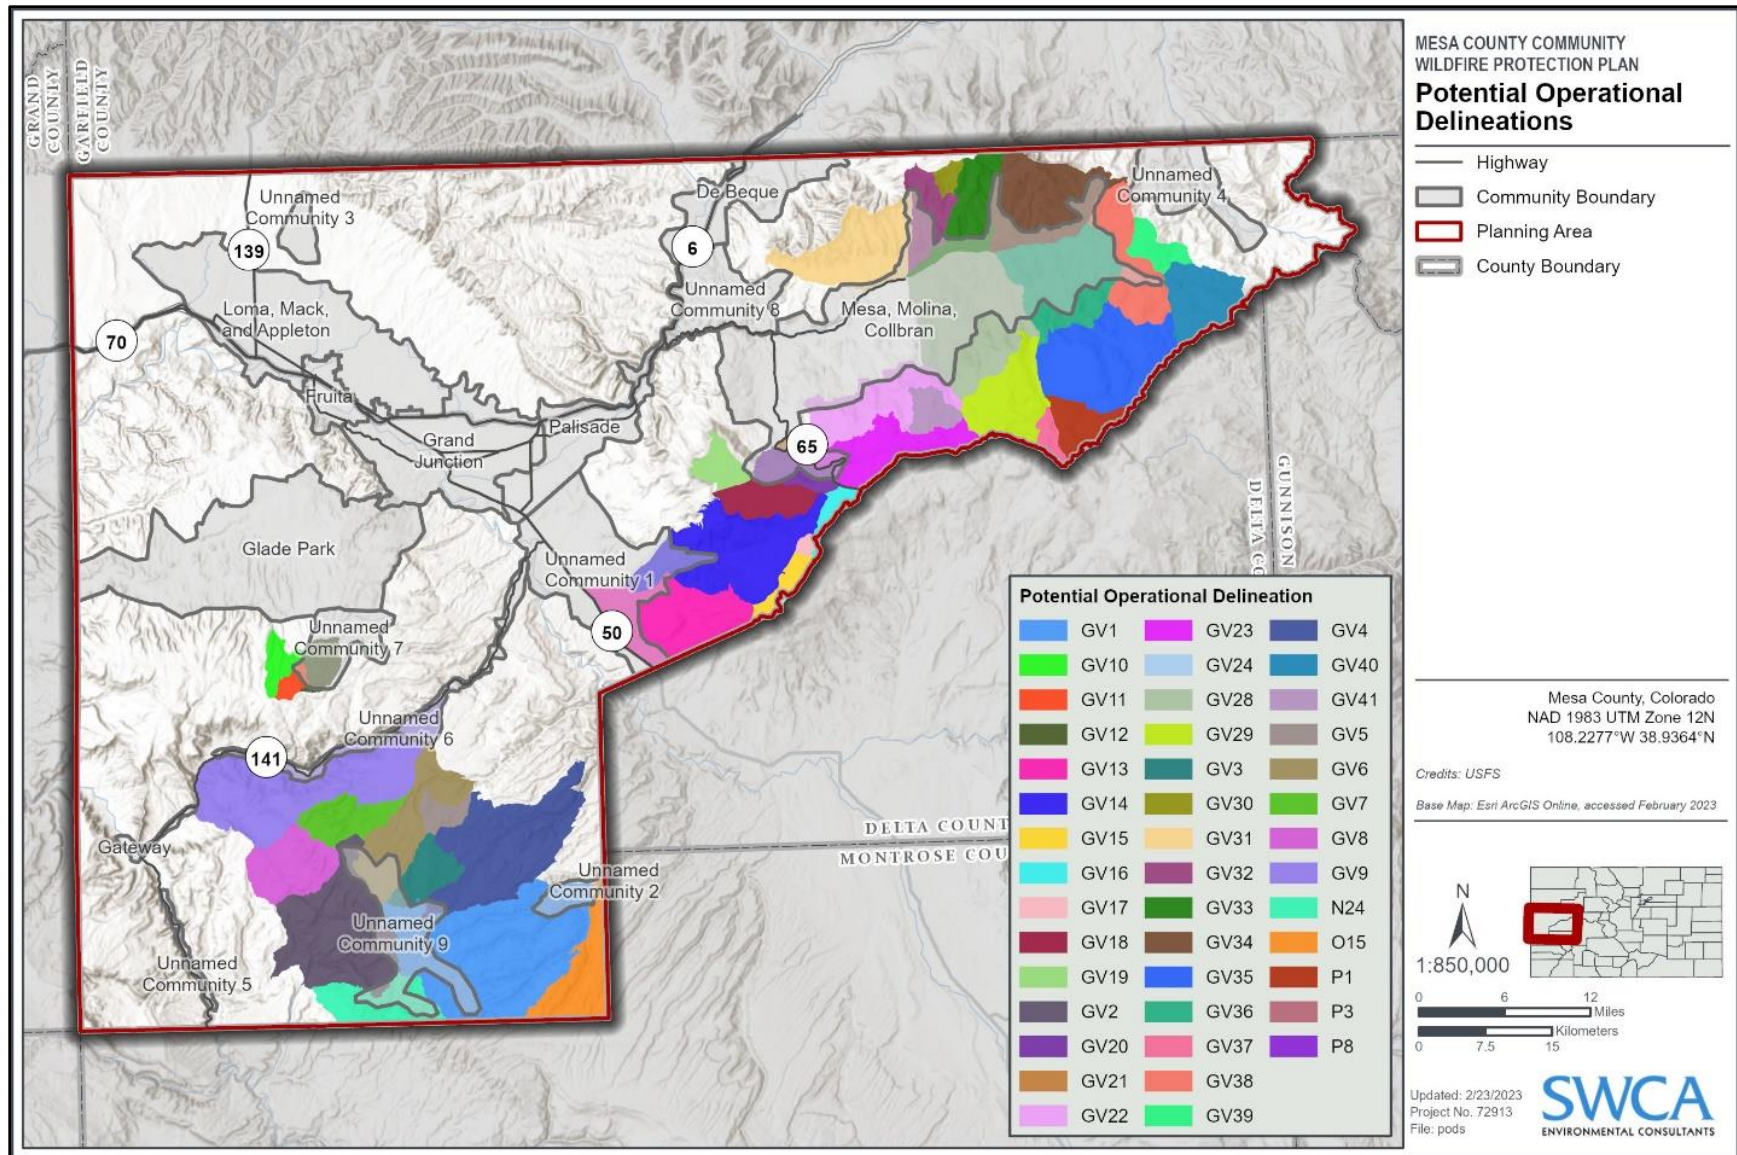 MESA COUNTY COMMUNITY
WILDFIRE PROTECTION PLAN
Potential Operational
Delineations
Highway
Community Boundary
Planning Area
County Boundary
GRAND
COUNTY
GARFIELD
COUNTY
Unnamed
Community 3
139
De Beque
6
Unnamed
Community 4
Loma, Mack,
and Appleton
70
Unnamed
Community 8
Mesa, Molina,
Collbran
Fruita
Grand
Junction
Palisade
65
GUNNISON
DELTA CO
Glade Park
Unnamed
Community 1
50
Unnamed
Community 7
Unnamed
Community 6
141
Gateway
DELTA COUNT
MONTROSE COU
Unnamed
Community 2
Unnamed
Community 9
Unnamed
Community 5
Potential Operational Delineation
GV1 GV23 GV4
GV10 GV24 GV40
GV11 GV28 GV41
GV12 GV29 GV5
GV13 GV3 GV6
GV14 GV30 GV7
GV15 GV31 GV8
GV16 GV32 GV9
GV17 GV33 N24
GV18 GV34 O15
GV19 GV35 P1
GV2 GV36 P3
GV20 GV37 P8
GV21 GV38
GV22 GV39
Mesa County, Colorado
NAD 1983 UTM Zone 12N
108.2277°W 38.9364°N
Credits: USFS
Base Map: Esri ArcGIS Online, accessed February 2023
N
1:850,000
0 6 12
Miles
Kilometers
0 7.5 15
Updated: 2/23/2023
Project No. 72913
File: pods
SWCA
ENVIRONMENTAL CONSULTANTS